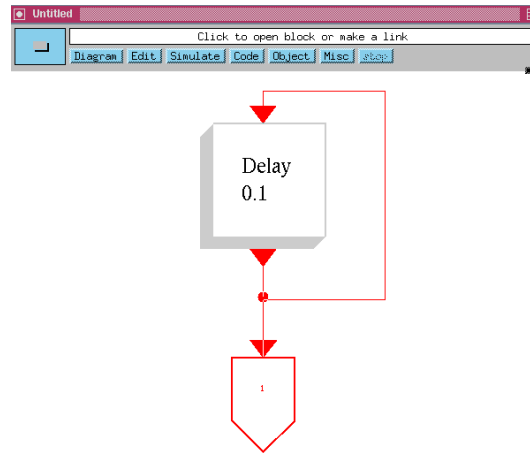 Untitled
Click to open block or make a link
Diagram Edit Simulate Code Object Misc stop
Delay
0.1
1